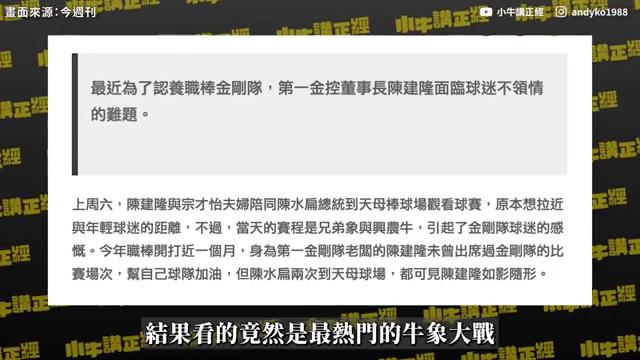 畫面來源：今週刊
小牛講正經
andyko1988
最近為了認養職棒金剛隊，第一金控董事長陳建隆面臨球迷不領情
的難題。
上周六，陳建隆與宗才怡夫婦陪同陳水扁總統到天母棒球場觀看球賽，原本想拉近
與年輕球迷的距離，不過，當天的賽程是兄弟象與興農牛，引起了金剛隊球迷的感
慨。今年職棒開打近一個月，身為第一金剛隊老闆的陳建隆未曾出席過金剛隊的比
賽場次，幫自己球隊加油，但陳水扁兩次到天母球場，都可見陳建隆如影隨形。
結果看的竟然是最熱門的牛象大戰